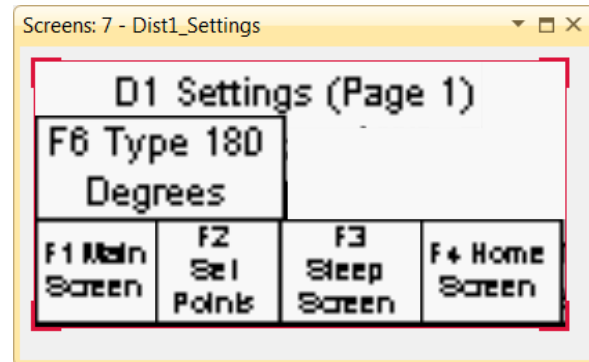 Screens: 7 - Dist1_Settings
D1 Settings (Page 1)
F6 Type 180
Degrees
F1 Main
Screen
F2
Set
Points
F3
Sleep
Screen
F4 Home
Screen